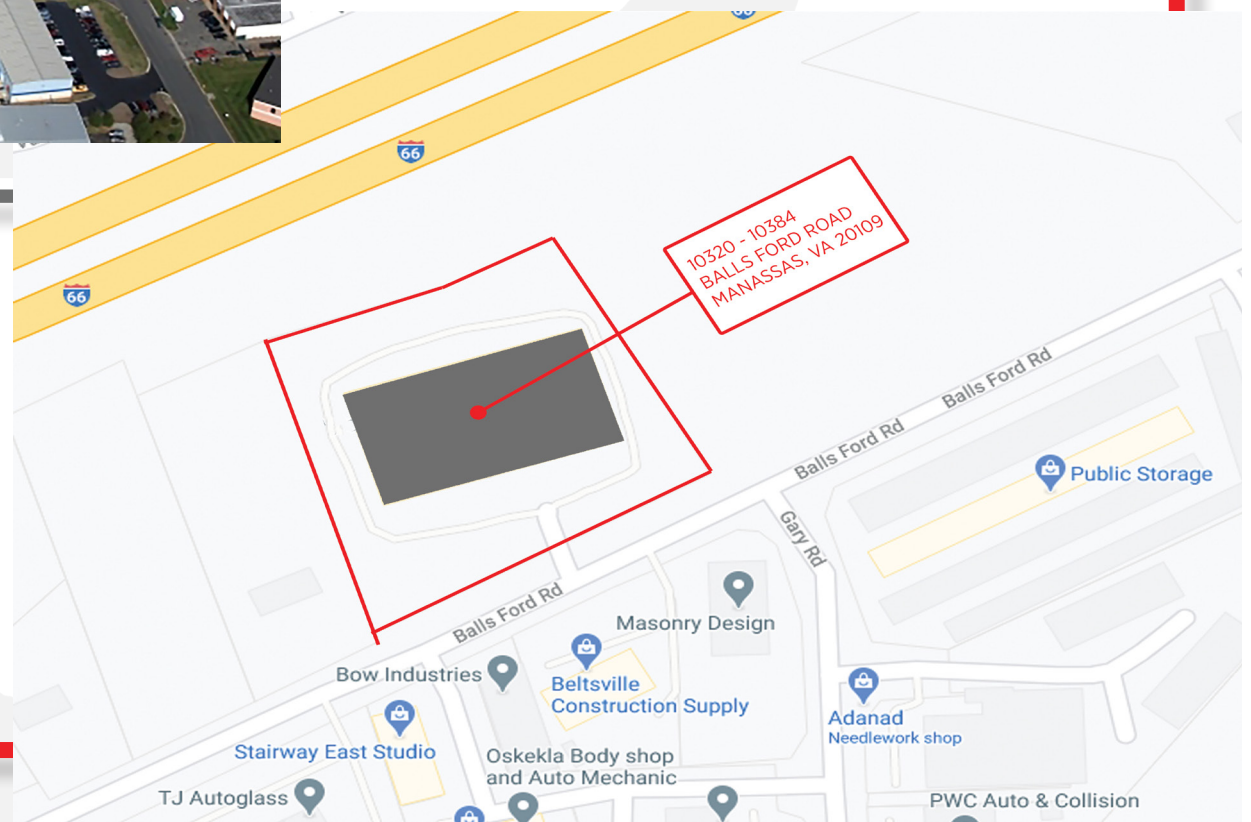 66
66
66
10320 - 10384
BALLS FORD ROAD
MANASSAS, VA 20109
Balls Ford Rd
Balls Ford Rd
Balls Ford Rd
Gary Rd
Public Storage
Masonry Design
Bow Industries
Beltsville
Construction Supply
Adanad
Needlework shop
Stairway East Studio
Oskekla Body shop
and Auto Mechanic
TJ Autoglass
PWC Auto & Collision